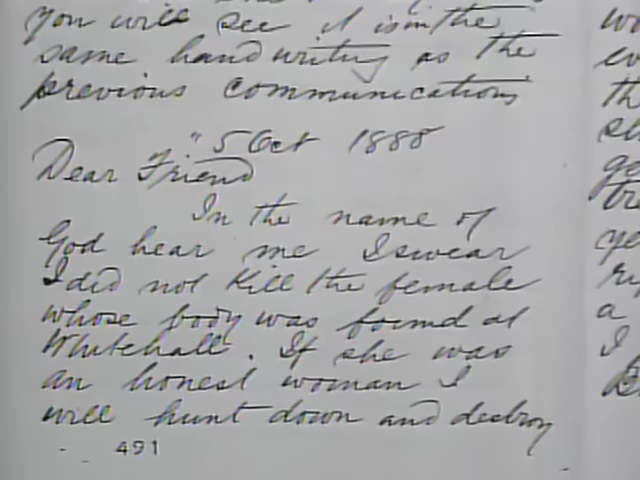 you will see it is in the
same handwriting as the
previous communications
"5 Oct 1888
Dear Friend
In the name of
God hear me I swear
I did not kill the female
whose body was found at
Whitehall. If she was
an honest woman I
will hunt down and destroy
491